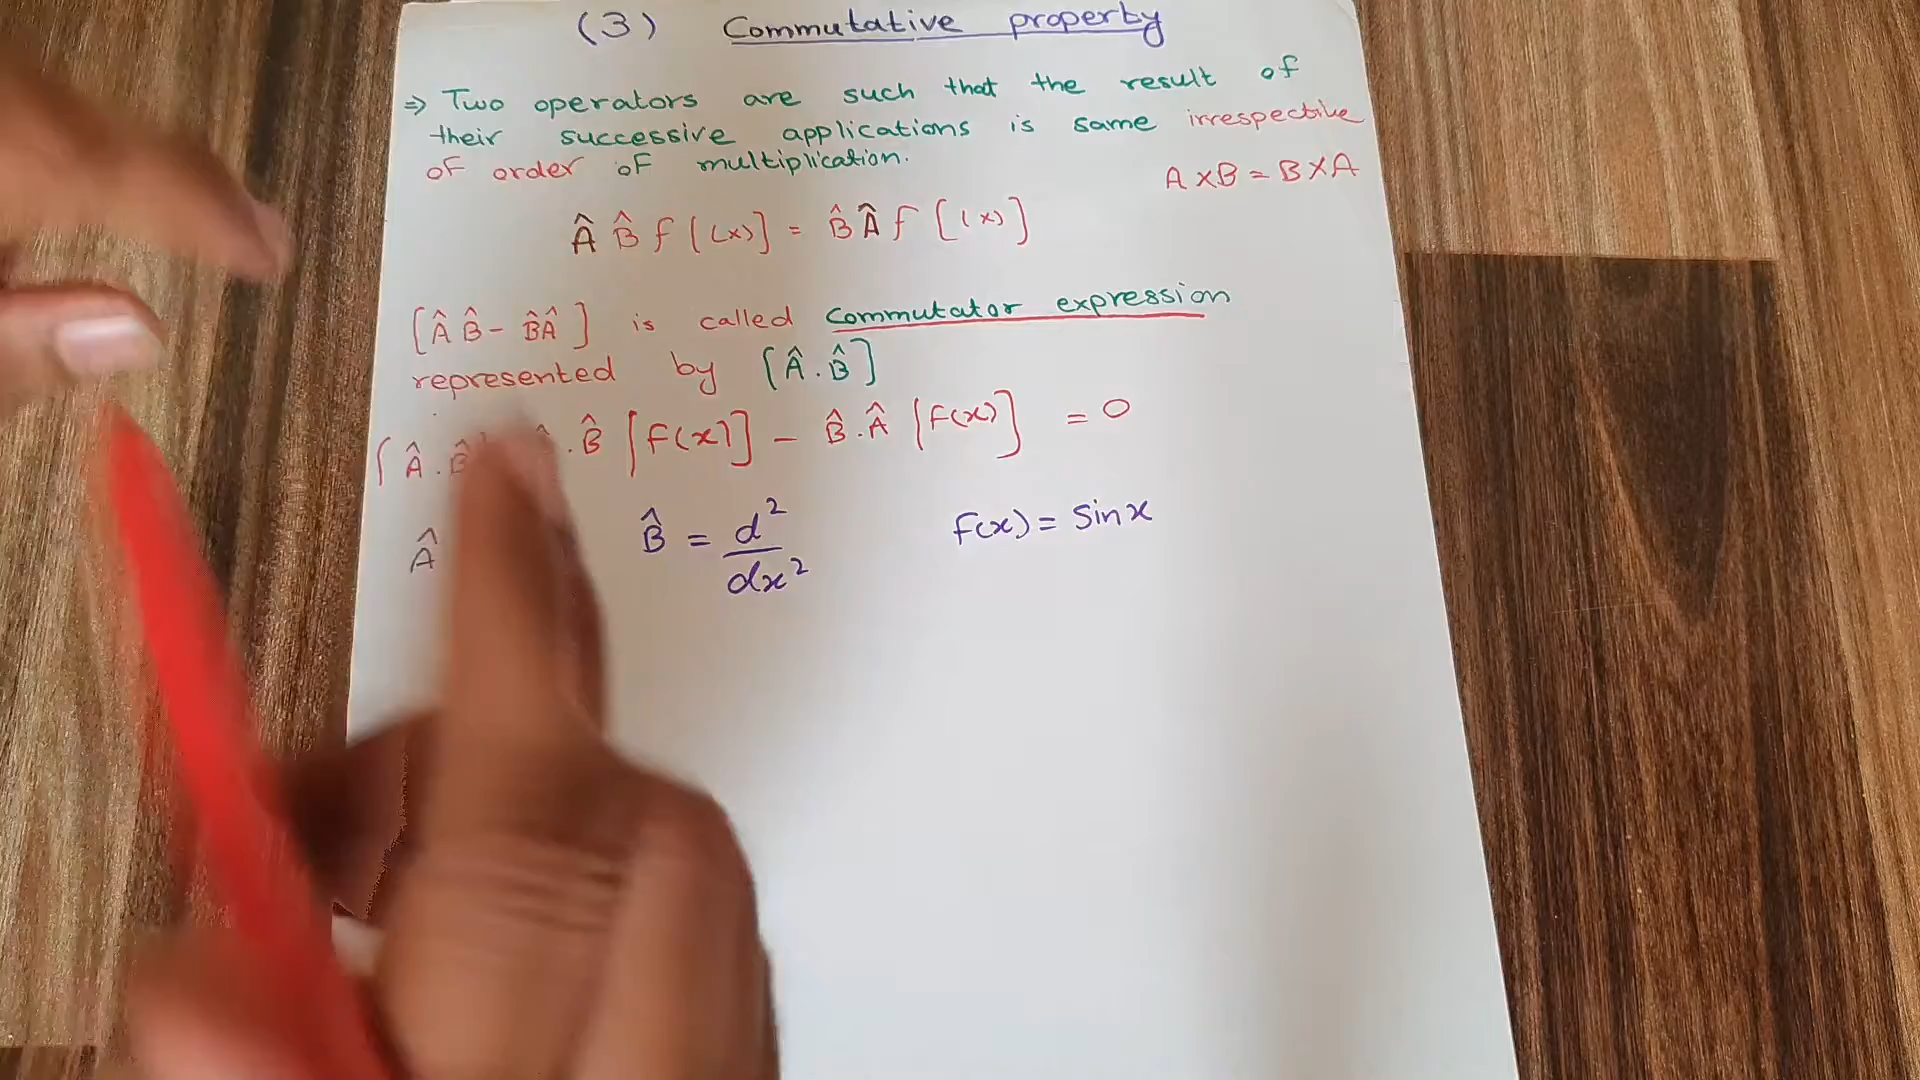 (3) Commutative property
⇒ Two operators are such that the result of
their successive applications is same irrespective
of order of multiplication.
A × B = B × A
Â B̂ f [(x)] = B̂ Â f [(x)]
[Â B̂ - B̂ Â] is called commutator expression
represented by [Â . B̂]
[Â . B̂ . B̂ [f(x)] - B̂ . Â [f(x)] = 0
Â B̂ = d²/dx² f(x) = Sin x